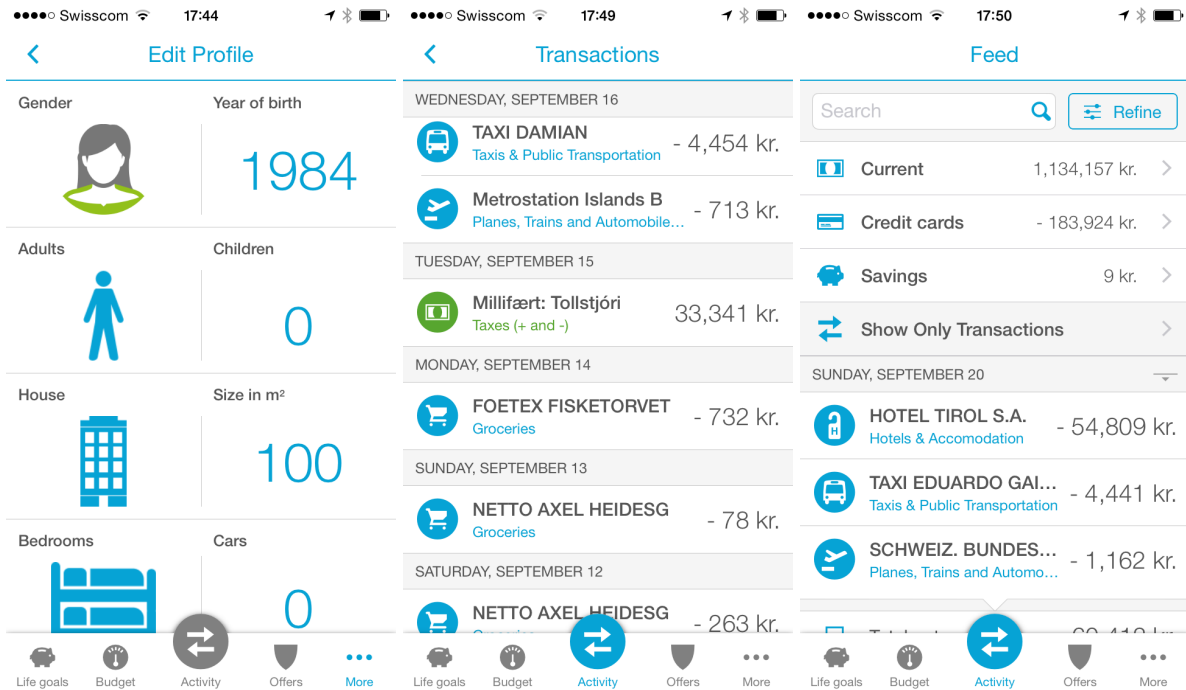 Swisscom 17:44
Edit Profile
Gender Year of birth
1984
Adults Children
0
House Size in m²
100
Bedrooms Cars
0
Life goals Budget Activity Offers More
Swisscom 17:49
Transactions
WEDNESDAY, SEPTEMBER 16
TAXI DAMIAN
Taxis & Public Transportation
- 4,454 kr.
Metrostation Islands B
Planes, Trains and Automobile...
- 713 kr.
TUESDAY, SEPTEMBER 15
Millifært: Tollstjóri
Taxes (+ and -)
33,341 kr.
MONDAY, SEPTEMBER 14
FOETEX FISKETORVET
Groceries
- 732 kr.
SUNDAY, SEPTEMBER 13
NETTO AXEL HEIDESG
Groceries
- 78 kr.
SATURDAY, SEPTEMBER 12
NETTO AXEL HEIDESG
- 263 kr.
Life goals Budget Activity Offers More
Swisscom 17:50
Feed
Search Refine
Current 1,134,157 kr.
Credit cards - 183,924 kr.
Savings 9 kr.
Show Only Transactions
SUNDAY, SEPTEMBER 20
HOTEL TIROL S.A.
Hotels & Accomodation
- 54,809 kr.
TAXI EDUARDO GAI...
Taxis & Public Transportation
- 4,441 kr.
SCHWEIZ. BUNDES...
Planes, Trains and Automo...
- 1,162 kr.
Life goals Budget Activity Offers More